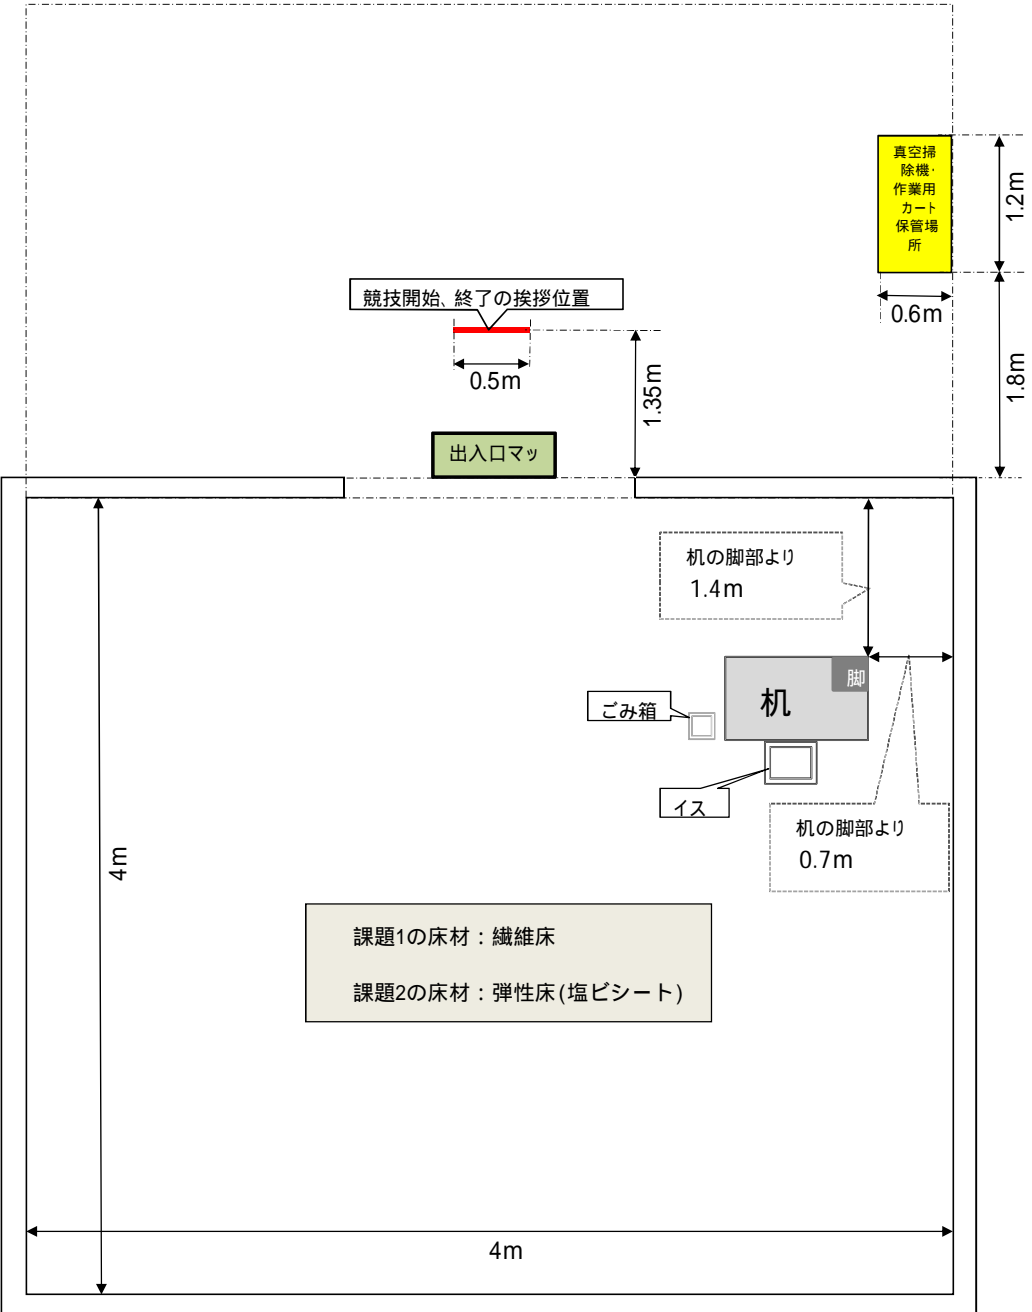 真空掃
除機・
作業用
カート
保管場
所
1.2m
0.6m
1.8m
競技開始、終了の挨拶位置
0.5m
1.35m
出入口マッ
机の脚部より
1.4m
脚
机
ごみ箱
イス
机の脚部より
0.7m
4m
課題1の床材：繊維床
課題2の床材：弾性床(塩ビシート)
4m